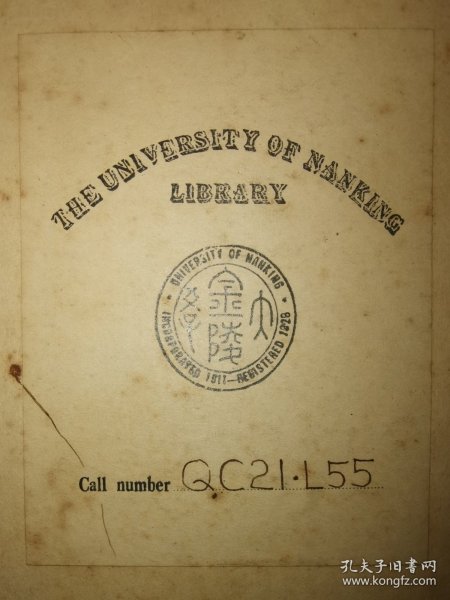 THE UNIVERSITY OF NANKING
LIBRARY
UNIVERSITY OF NANKING
金陵大學
INCORPORATED 1911—REGISTERED 1928
Call number QC21.L55
孔夫子旧书网
www.kongfz.com